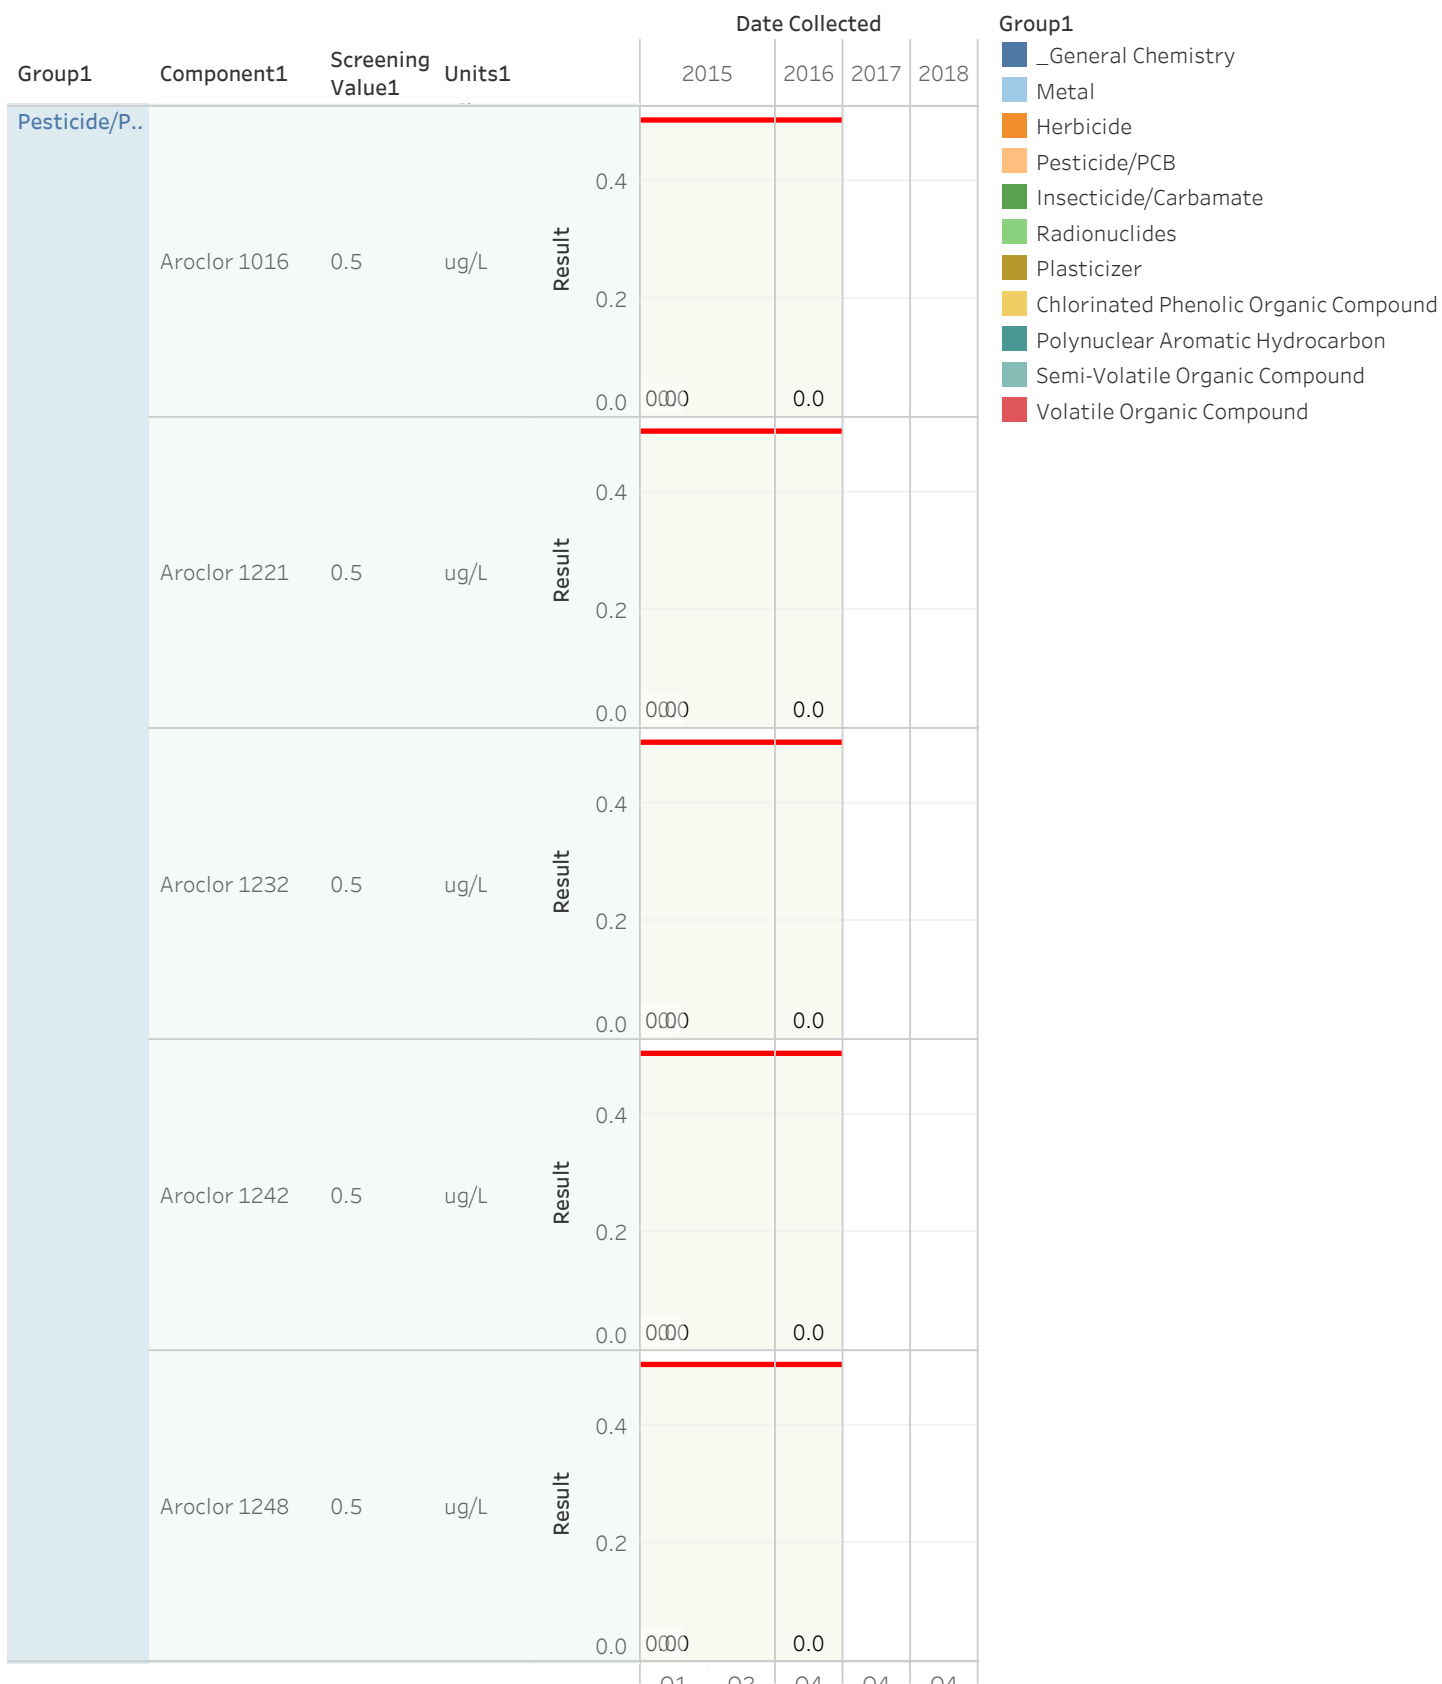 Date Collected
Group1 Component1 Screening Value1 Units1 2015 2016 2017 2018
Pesticide/P..
Aroclor 1016 0.5 ug/L Result
0.4
0.2
0.0 0.0
Aroclor 1221 0.5 ug/L Result
0.4
0.2
0.0 0.0
Aroclor 1232 0.5 ug/L Result
0.4
0.2
0.0 0.0
Aroclor 1242 0.5 ug/L Result
0.4
0.2
0.0 0.0
Aroclor 1248 0.5 ug/L Result
0.4
0.2
0.0 0.0
Group1
_General Chemistry
Metal
Herbicide
Pesticide/PCB
Insecticide/Carbamate
Radionuclides
Plasticizer
Chlorinated Phenolic Organic Compound
Polynuclear Aromatic Hydrocarbon
Semi-Volatile Organic Compound
Volatile Organic Compound